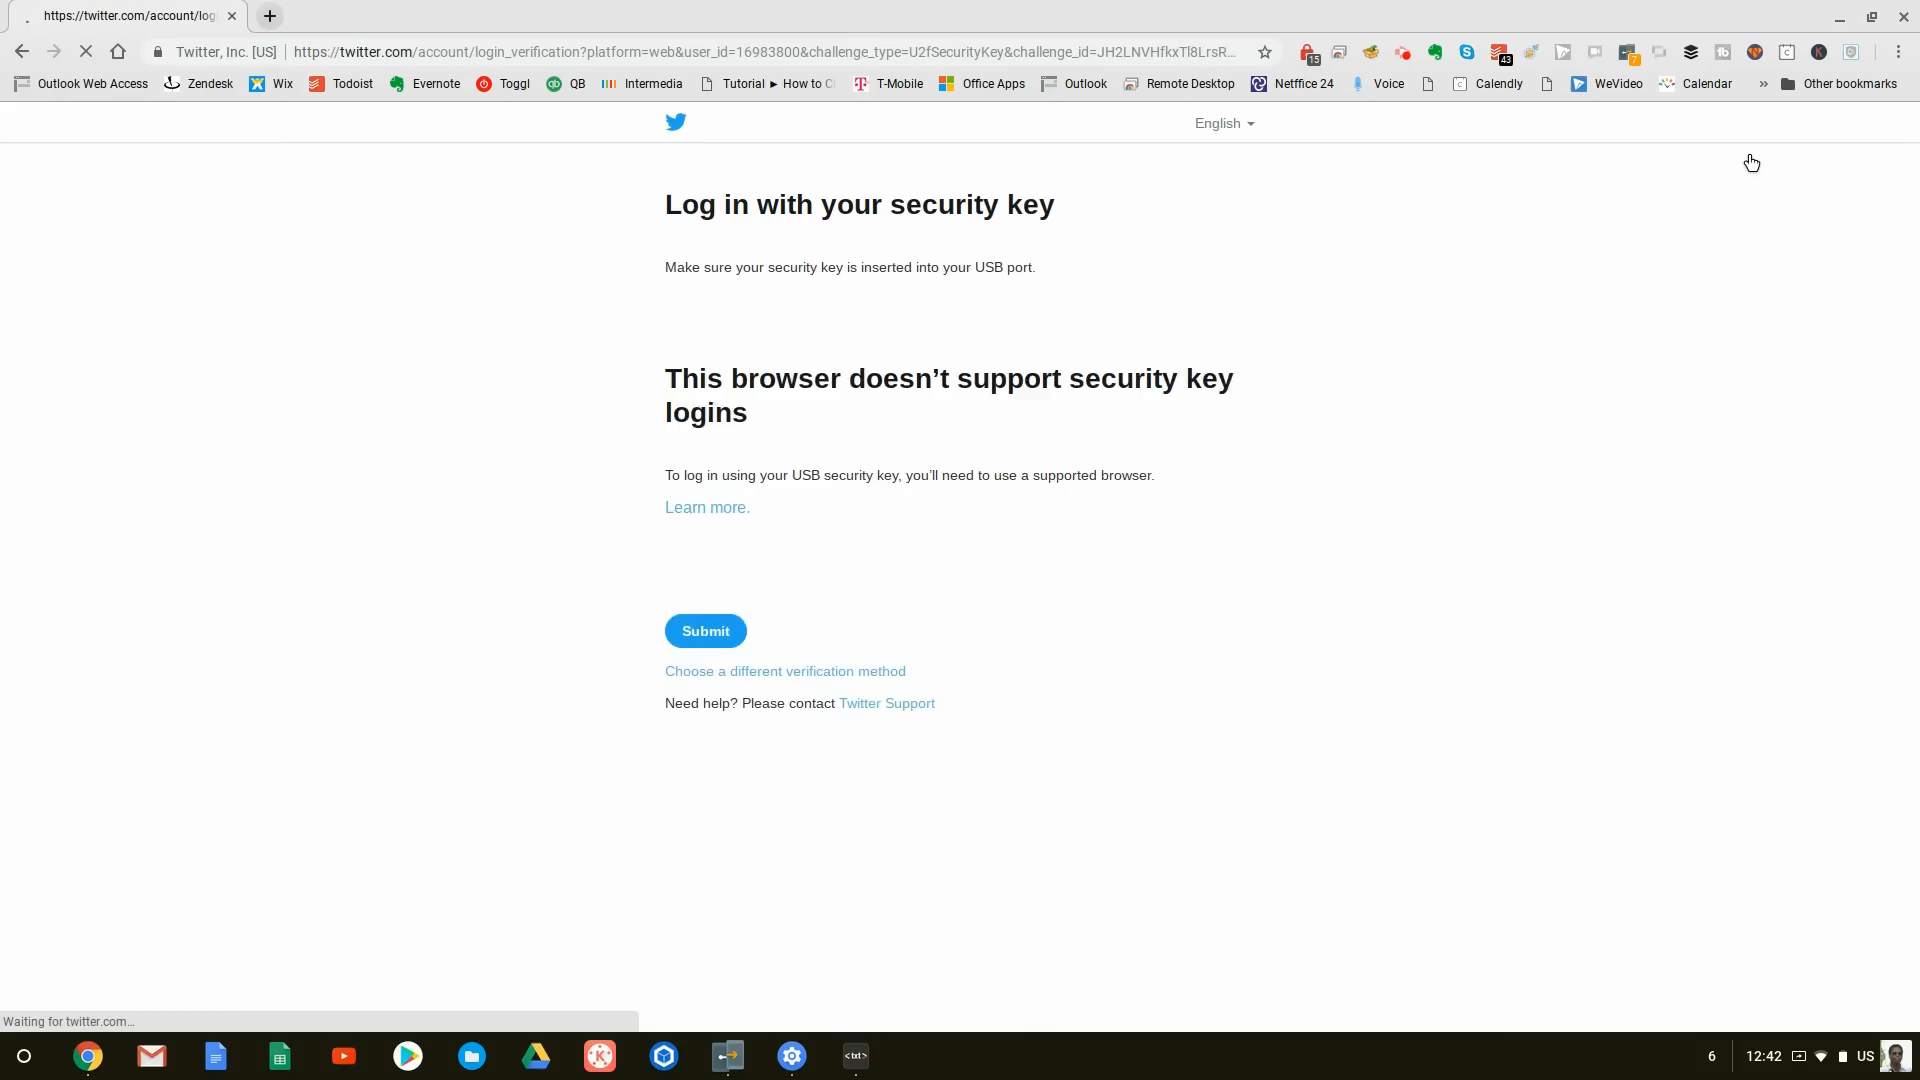 https://twitter.com/account/log
Twitter, Inc. [US]
https://twitter.com/account/login_verification?platform=web&user_id=16983800&challenge_type=U2fSecurityKey&challenge_id=JH2LNVHfkxTl8LrsR...
15
43
7
Outlook Web Access
Zendesk
Wix
Todoist
Evernote
Toggl
QB
Intermedia
Tutorial ► How to C
T-Mobile
Office Apps
Outlook
Remote Desktop
Netffice 24
Voice
Calendly
WeVideo
Calendar
»
Other bookmarks
English
Log in with your security key
Make sure your security key is inserted into your USB port.
This browser doesn’t support security key
logins
To log in using your USB security key, you’ll need to use a supported browser.
Learn more.
Submit
Choose a different verification method
Need help? Please contact Twitter Support
Waiting for twitter.com...
<txt>
6
12:42
US